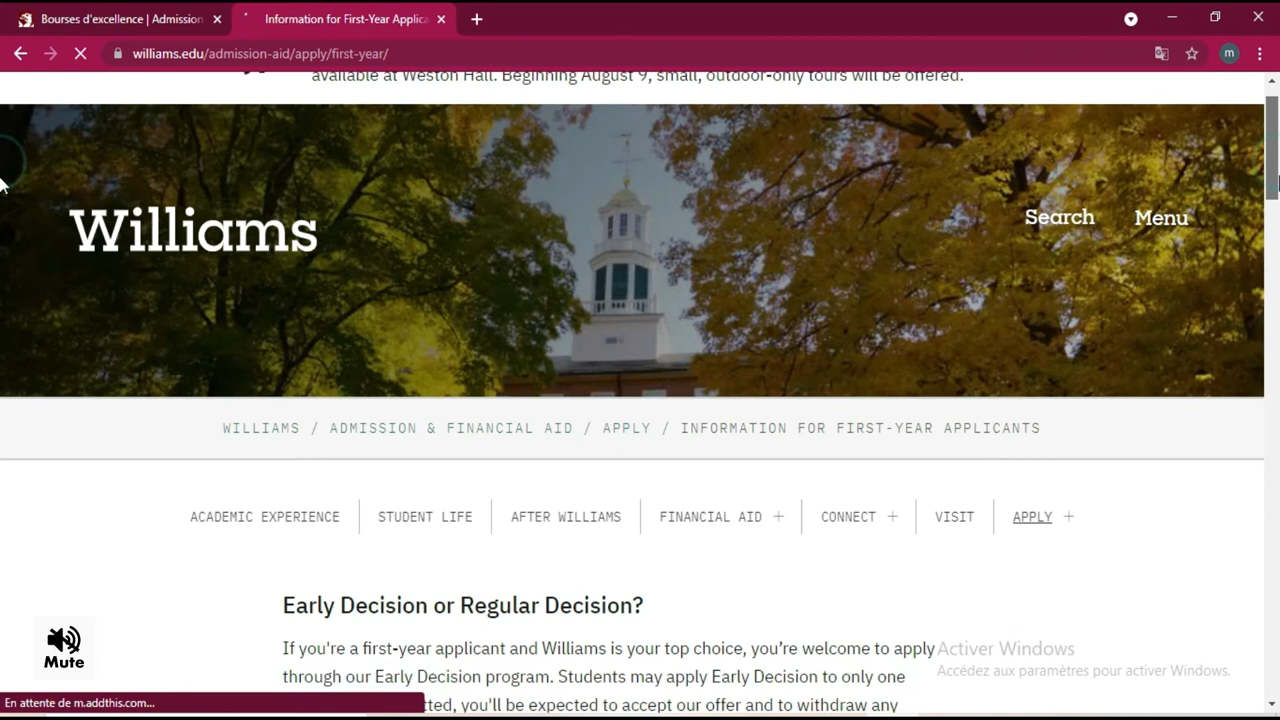 Bourses d'excellence | Admission
Information for First-Year Applica
williams.edu/admission-aid/apply/first-year/
m
available at Weston Hall. Beginning August 9, small, outdoor-only tours will be offered.
Williams
Search
Menu
WILLIAMS / ADMISSION & FINANCIAL AID / APPLY / INFORMATION FOR FIRST-YEAR APPLICANTS
ACADEMIC EXPERIENCE
STUDENT LIFE
AFTER WILLIAMS
FINANCIAL AID +
CONNECT +
VISIT
APPLY +
Early Decision or Regular Decision?
If you're a first-year applicant and Williams is your top choice, you're welcome to apply
through our Early Decision program. Students may apply Early Decision to only one
tted, you'll be expected to accept our offer and to withdraw any
Activer Windows
Accédez aux paramètres pour activer Windows.
Mute
En attente de m.addthis.com...